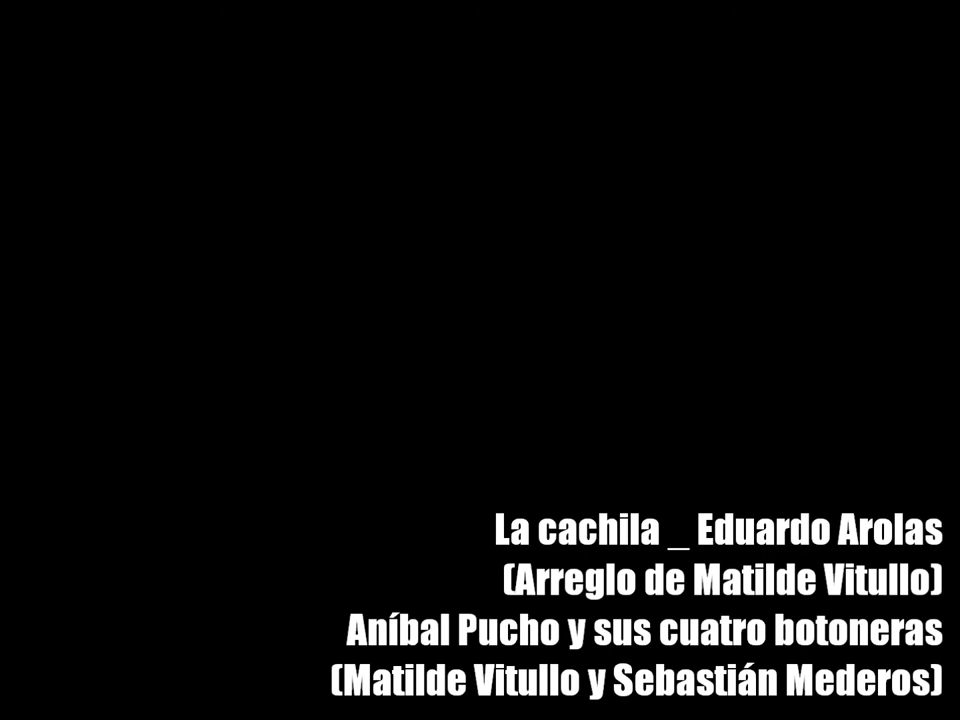 La cachila _ Eduardo Arolas
(Arreglo de Matilde Vitullo)
Aníbal Pucho y sus cuatro botoneras
(Matilde Vitullo y Sebastián Mederos)